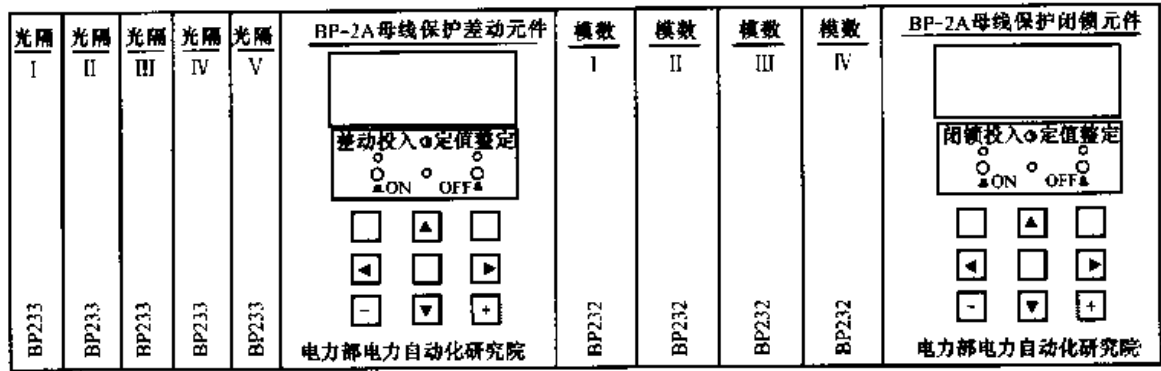 光隔
I
BP233
光隔
II
BP233
光隔
III
BP233
光隔
IV
BP233
光隔
V
BP233
BP-2A母线保护差动元件
差动投入 定值整定
ON OFF
- +
电力部电力自动化研究院
模数
I
BP232
模数
II
BP232
模数
III
BP232
模数
IV
BP232
BP-2A母线保护闭锁元件
闭锁投入 定值整定
ON OFF
- +
电力部电力自动化研究院